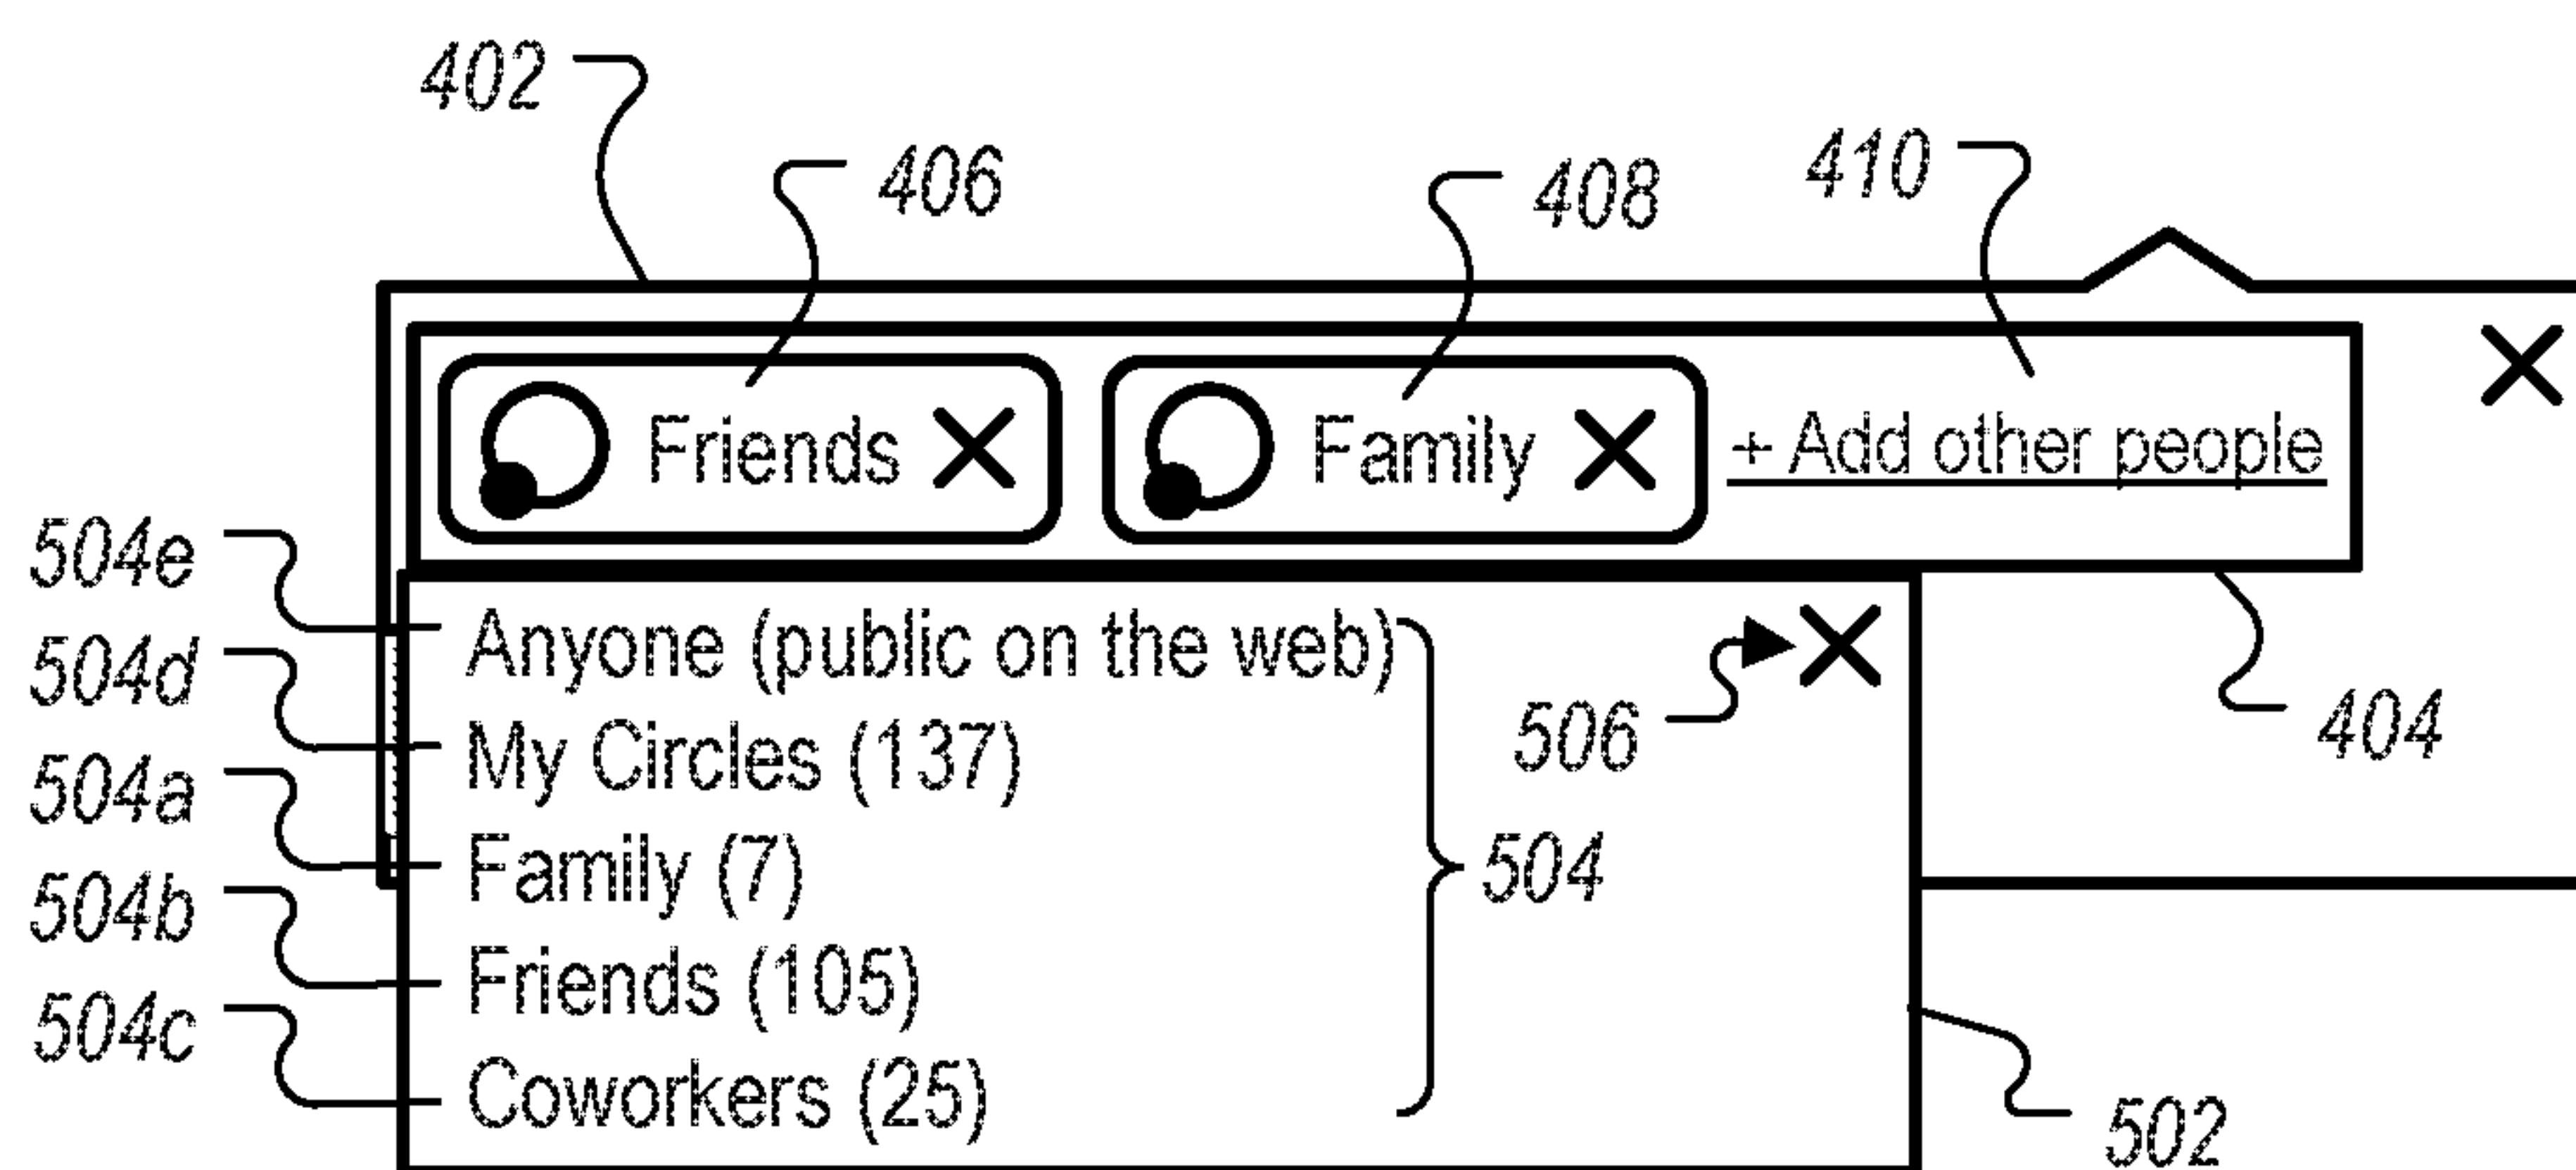 402
406
408
410
Friends
Family
+ Add other people
504e
Anyone (public on the web)
504d
My Circles (137)
506
404
504a
Family (7)
504
504b
Friends (105)
504c
Coworkers (25)
502